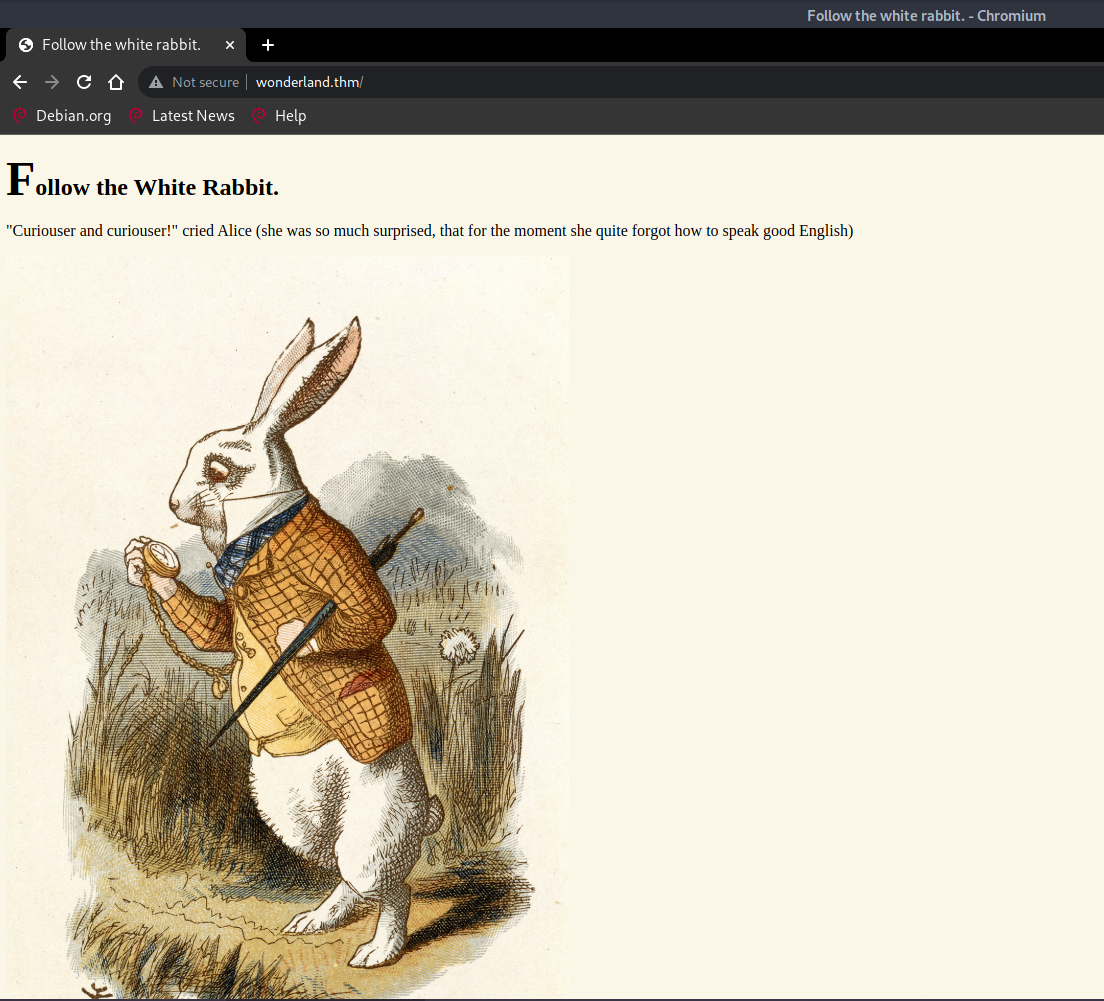 Follow the white rabbit. - Chromium
Follow the white rabbit.
Not secure wonderland.thm/
Debian.org Latest News Help
Follow the White Rabbit.
"Curiouser and curiouser!" cried Alice (she was so much surprised, that for the moment she quite forgot how to speak good English)